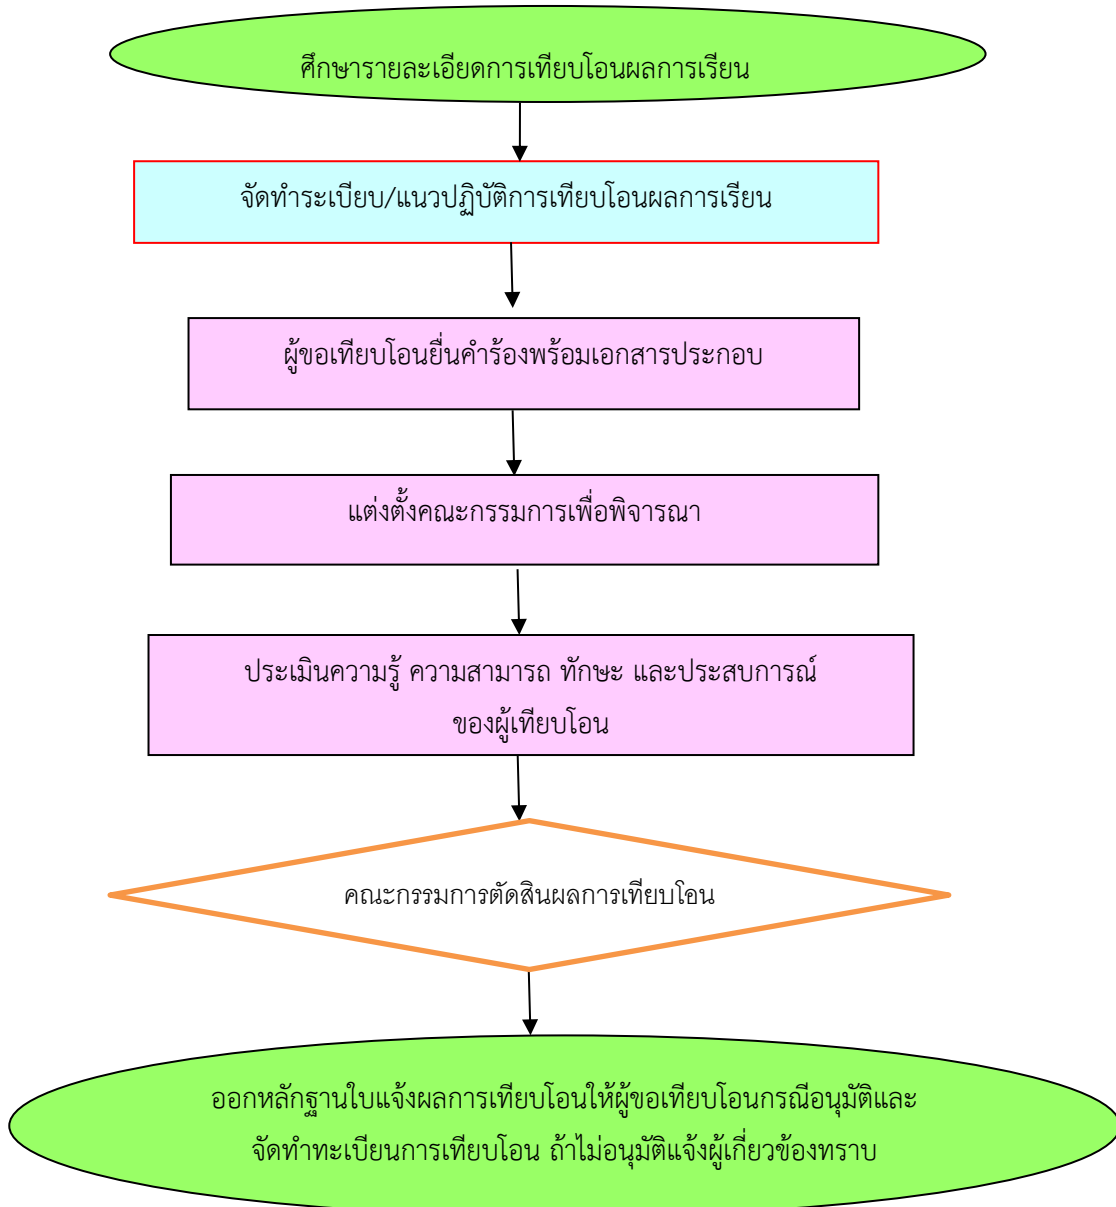 ศึกษารายละเอียดการเทียบโอนผลการเรียน
จัดทำระเบียบ/แนวปฏิบัติการเทียบโอนผลการเรียน
ผู้ขอเทียบโอนยื่นคำร้องพร้อมเอกสารประกอบ
แต่งตั้งคณะกรรมการเพื่อพิจารณา
ประเมินความรู้ ความสามารถ ทักษะ และประสบการณ์
ของผู้เทียบโอน
คณะกรรมการตัดสินผลการเทียบโอน
ออกหลักฐานใบแจ้งผลการเทียบโอนให้ผู้ขอเทียบโอนกรณีอนุมัติและ
จัดทำทะเบียนการเทียบโอน ถ้าไม่อนุมัติแจ้งผู้เกี่ยวข้องทราบ